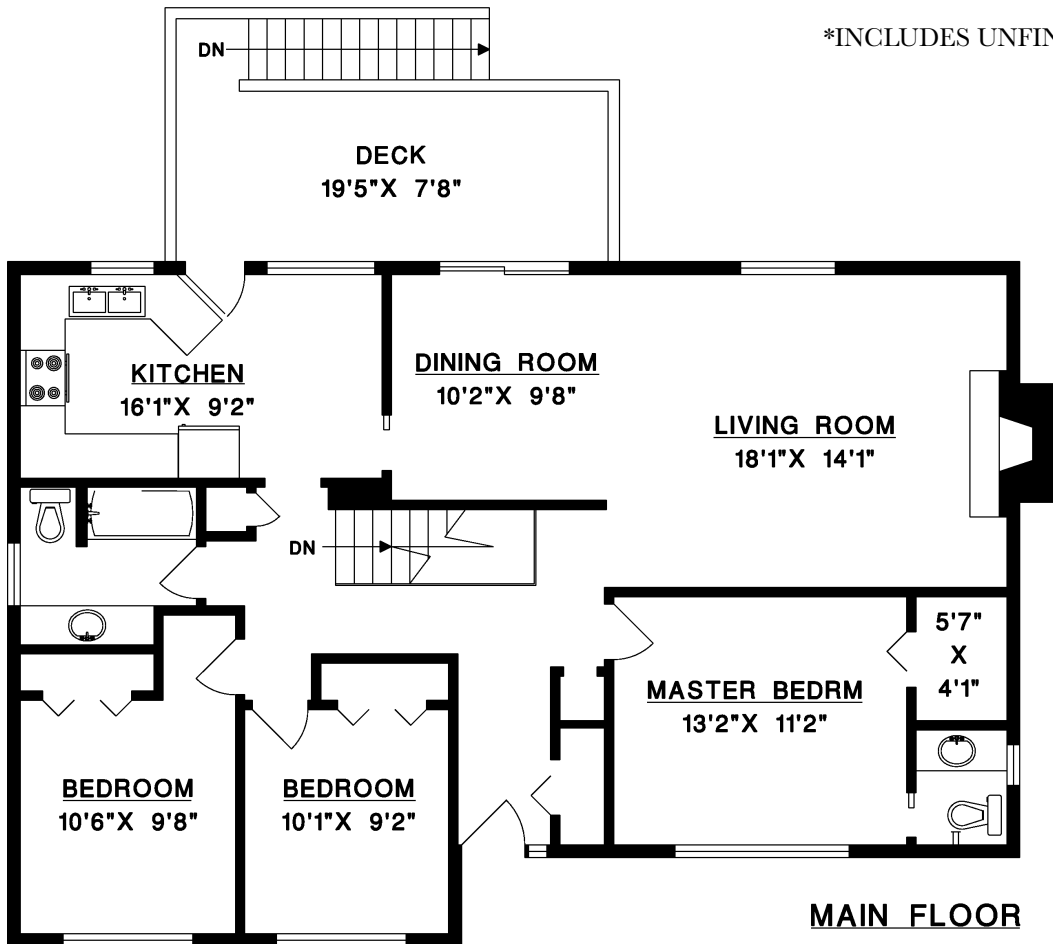 *INCLUDES UNFIN
DN
DECK
19'5"X 7'8"
KITCHEN
16'1"X 9'2"
DINING ROOM
10'2"X 9'8"
LIVING ROOM
18'1"X 14'1"
DN
5'7"
X
4'1"
MASTER BEDRM
13'2"X 11'2"
BEDROOM
10'6"X 9'8"
BEDROOM
10'1"X 9'2"
MAIN FLOOR